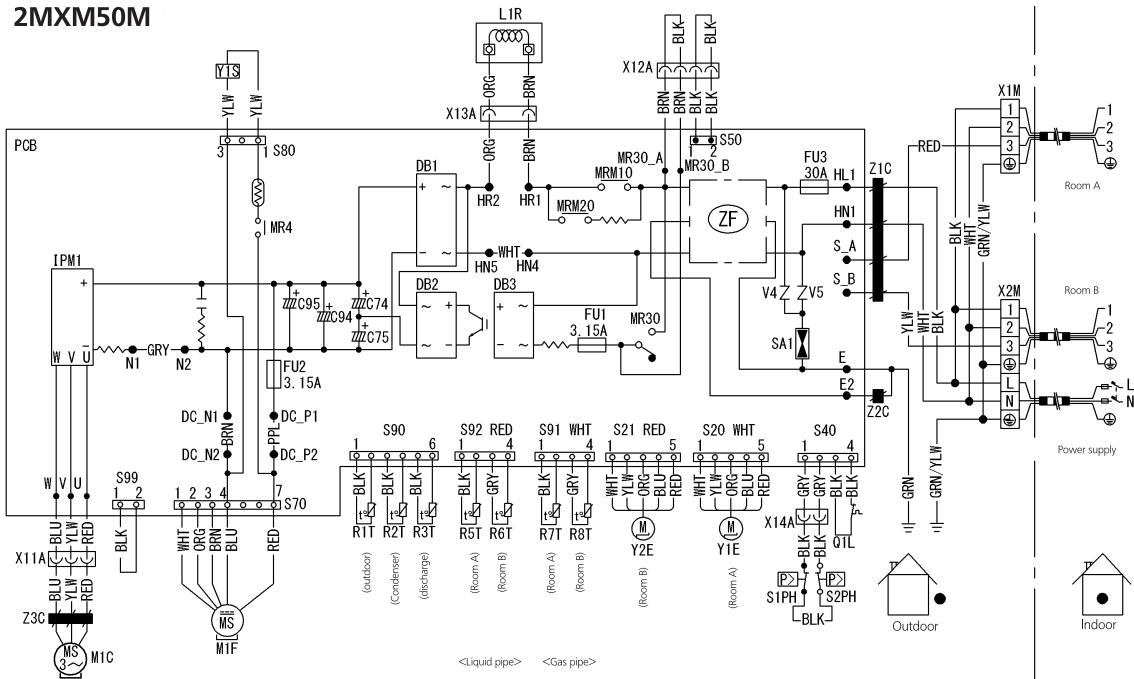 2MXM50M
L1R
ORG BRN
X13A
ORG BRN
BLK BLK
X12A
BRN BRN BLK BLK
S50
1 2
MR30_A MR30_B
Y1S
YLW YLW
3 1 S80
PCB
MR4
DB1
+ ~
- ~
HR2 HR1
MRM10
MRM20
WHT
HN5 HN4
ZF
FU3
30A
HL1
Z1C
HN1
S_A
S_B
RED
X1M
1 1
2 2
3 3
Room A
BLK WHT GRN/YLW
YLW WHT BLK
Room B
X2M
1 1
2 2
3 3
L L
N N
Power supply
IPM1
+
-
W V U
N1 GRY N2
C95
C94
C74
C75
DB2
~ +
~ -
DB3
~
+ ~
- ~
FU1
3.15A
MR30
V4 V5
SA1
E
E2
Z2C
FU2
3.15A
DC_N1 DC_P1
BRN PPL
DC_N2 DC_P2
GRN GRN/YLW
S99
1 2
BLK
W V U
BLU YLW RED
X11A
BLU YLW RED
Z3C
MS
3~
M1C
1 2 3 4 7
S70
WHT ORG BRN BLU RED
MS
M1F
S90
1 6
BLK BLK BLK
t° t° t°
R1T R2T R3T
(outdoor) (Condenser) (discharge)
S92 RED
1 4
BLK GRY
t° t°
R5T R6T
(Room A) (Room B)
<Liquid pipe>
S91 WHT
1 4
BLK GRY
t° t°
R7T R8T
(Room A) (Room B)
<Gas pipe>
S21 RED
1 5
WHT YLW ORG BLU RED
M
Y2E
(Room B)
S20 WHT
1 5
WHT YLW ORG BLU RED
M
Y1E
(Room A)
S40
1 4
GRY GRY BLK BLK
X14A
Q1L
BLK BLK
P> P>
S1PH S2PH
BLK
Outdoor
Indoor